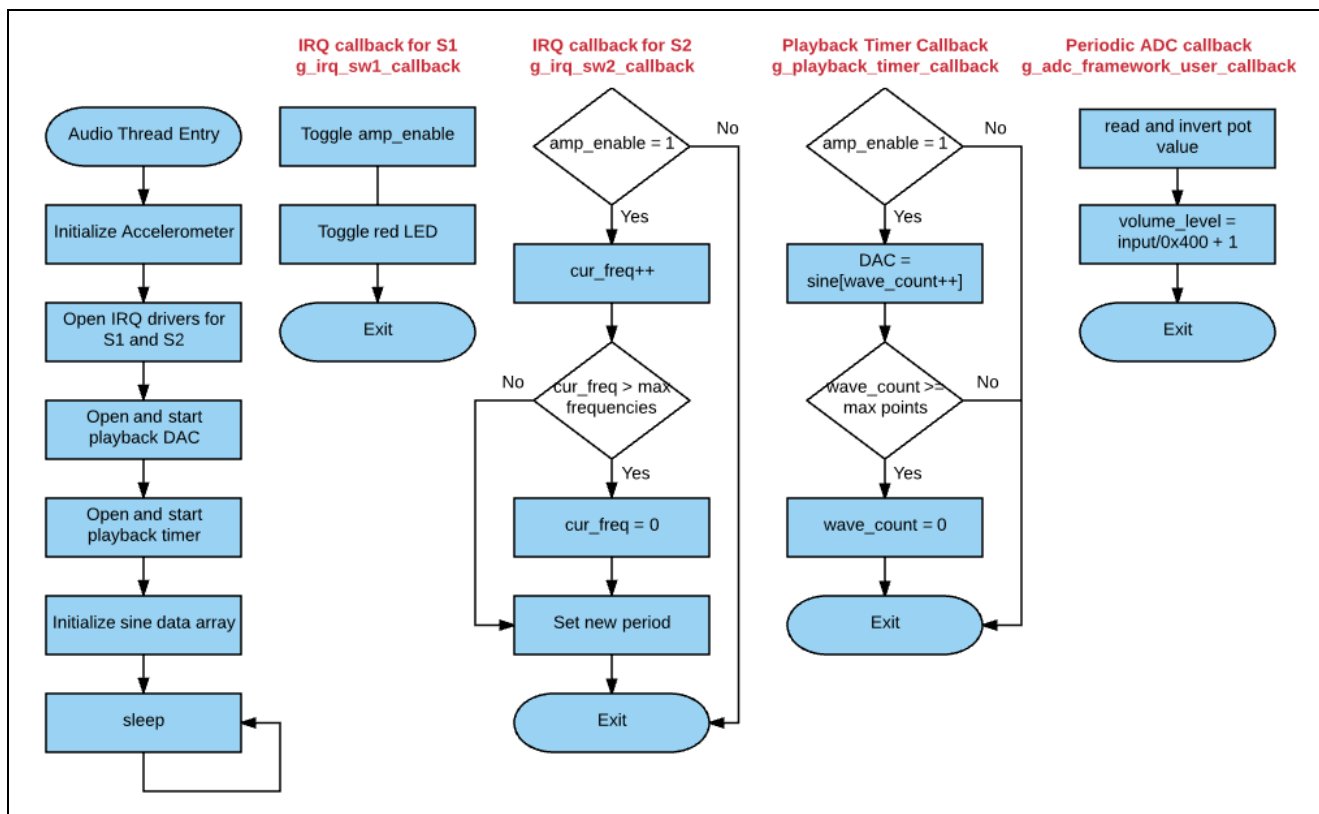 Audio Thread Entry
Initialize Accelerometer
Open IRQ drivers for
S1 and S2
Open and start
playback DAC
Open and start
playback timer
Initialize sine data array
sleep
IRQ callback for S1
g_irq_sw1_callback
Toggle amp_enable
Toggle red LED
Exit
IRQ callback for S2
g_irq_sw2_callback
amp_enable = 1
No
Yes
cur_freq++
cur_freq > max
frequencies
No
Yes
cur_freq = 0
Set new period
Exit
Playback Timer Callback
g_playback_timer_callback
amp_enable = 1
No
Yes
DAC =
sine[wave_count++]
wave_count >=
max points
No
Yes
wave_count = 0
Exit
Periodic ADC callback
g_adc_framework_user_callback
read and invert pot
value
volume_level =
input/0x400 + 1
Exit